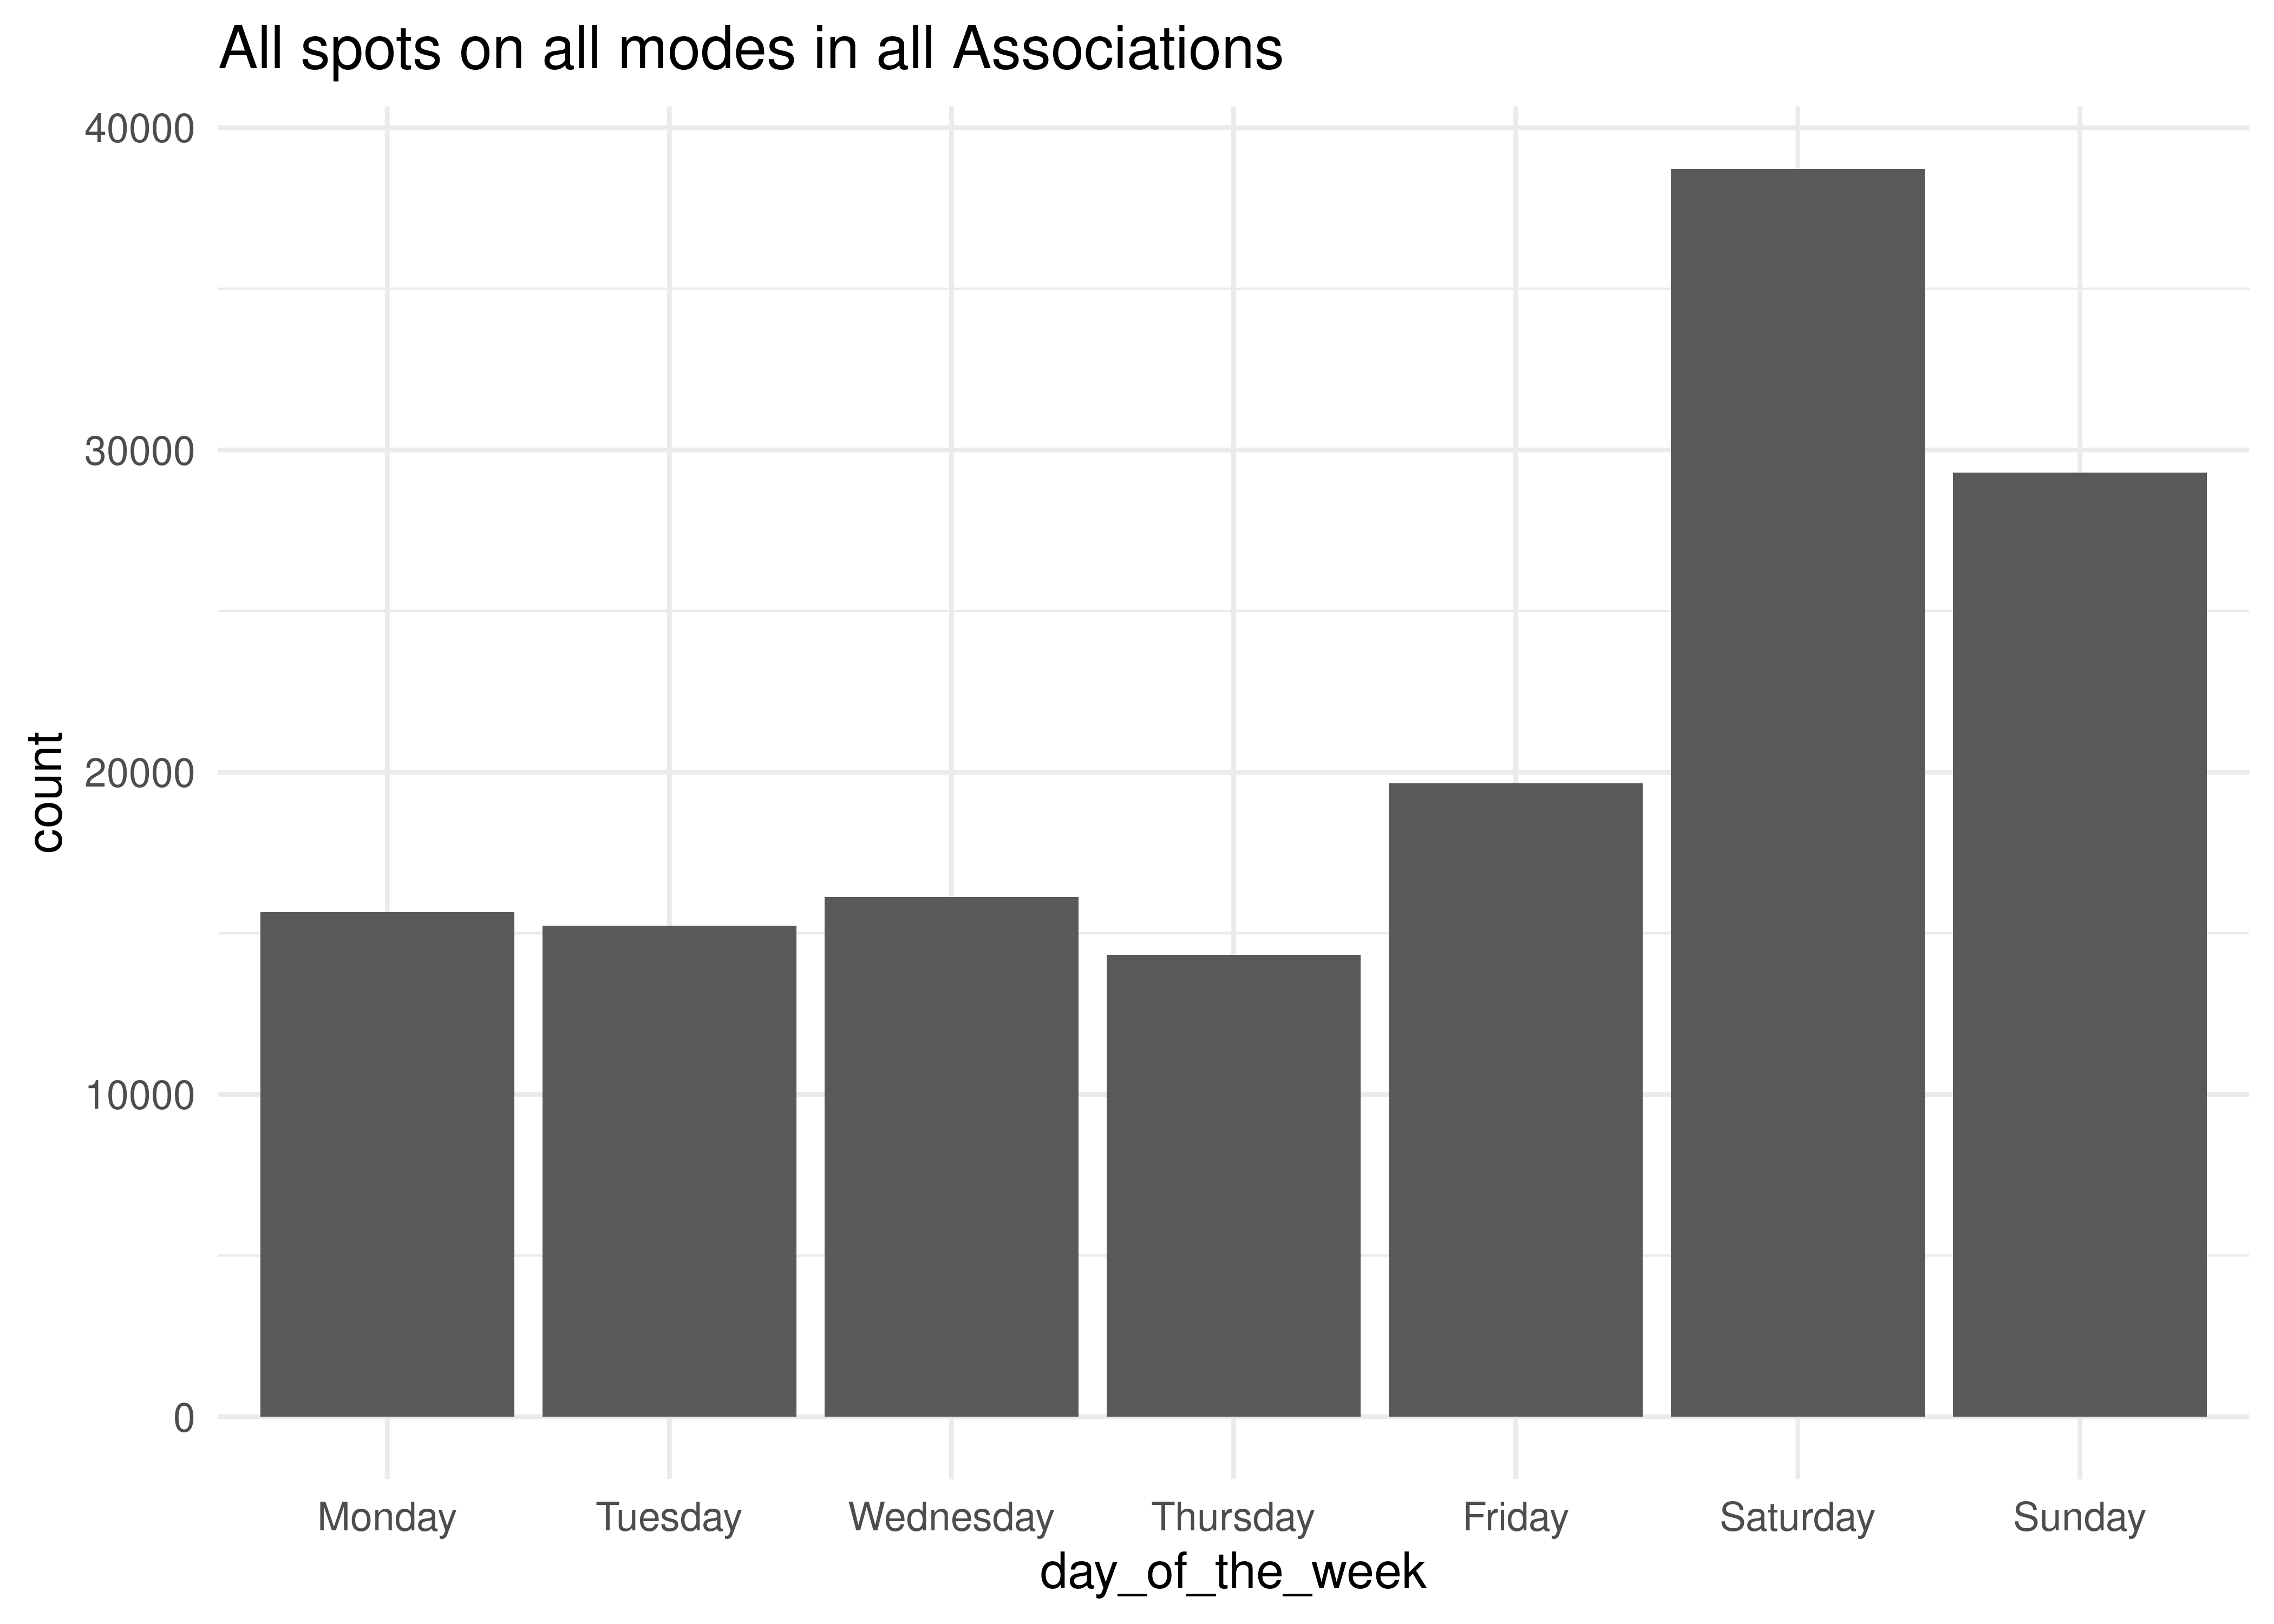 All spots on all modes in all Associations
40000
30000
20000
10000
0
count
Monday Tuesday Wednesday Thursday Friday Saturday Sunday
day_of_the_week